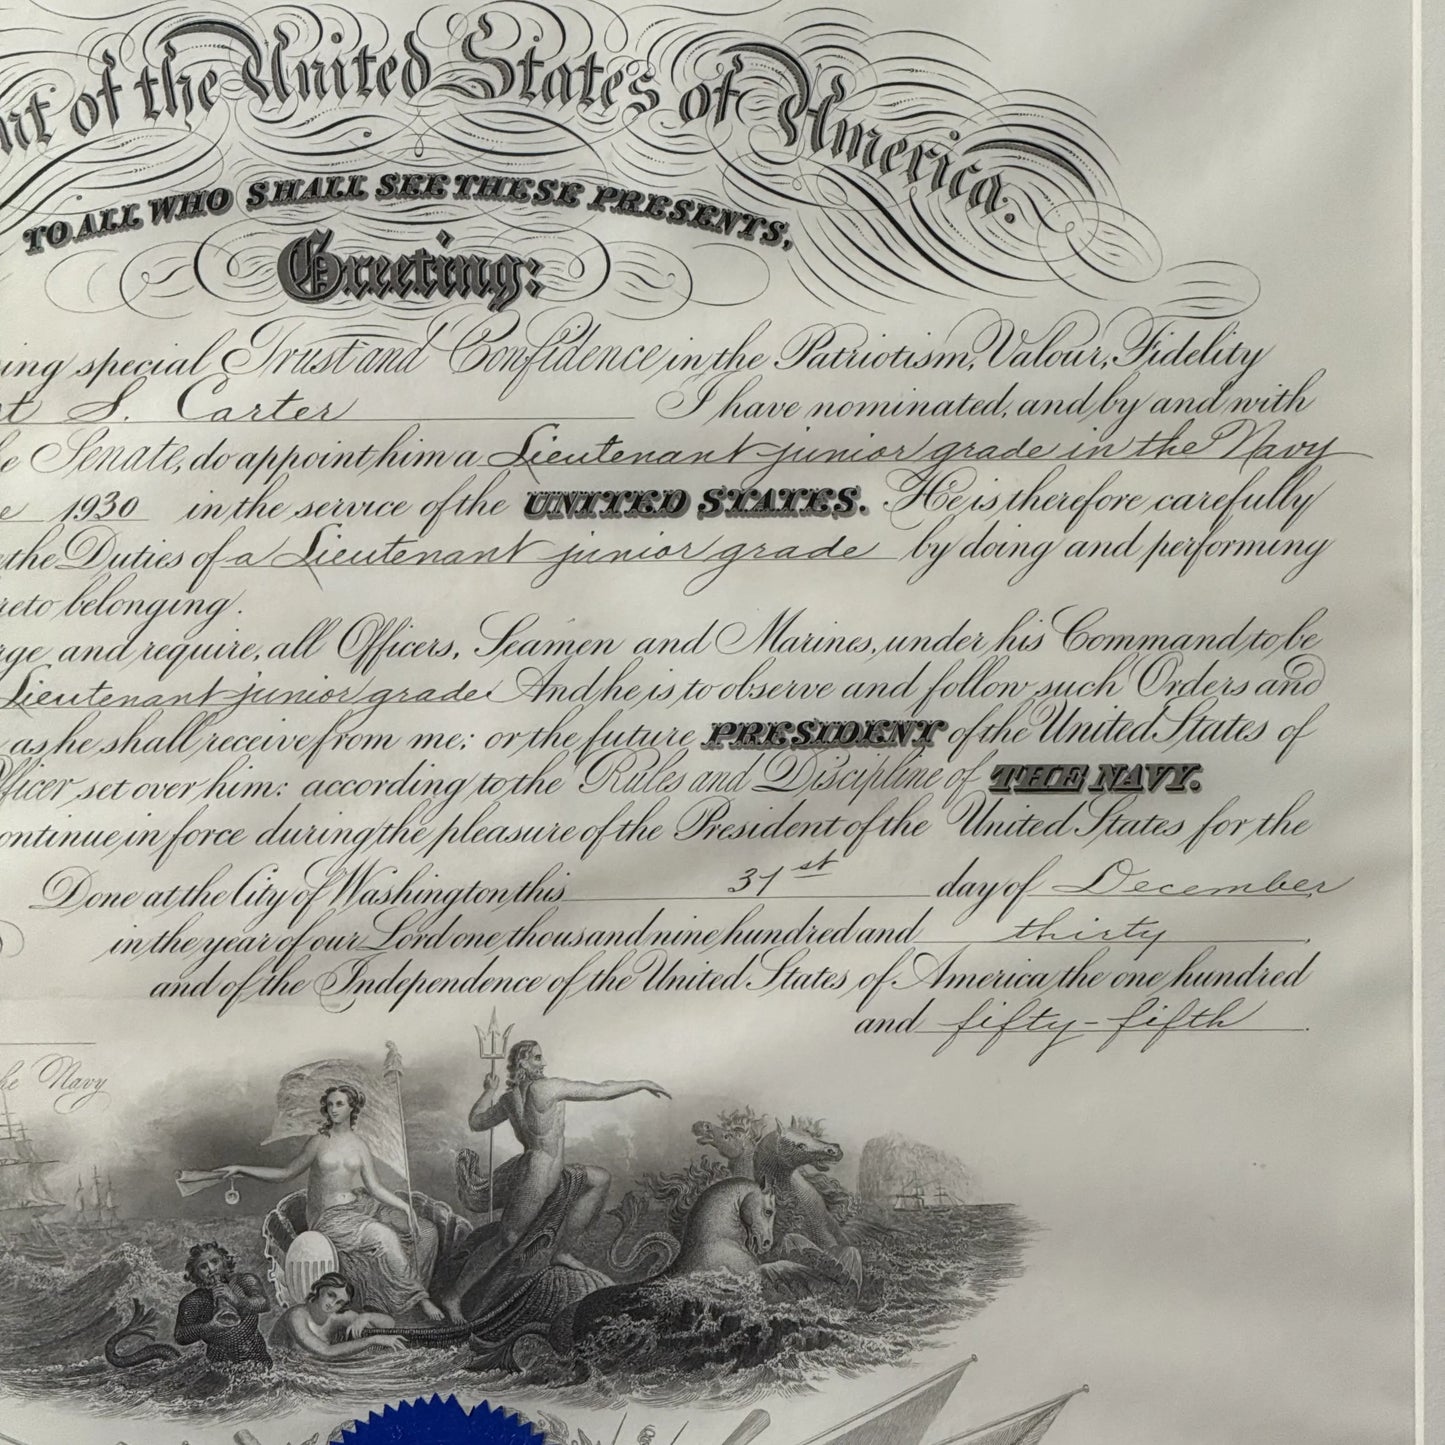 nt of the United States of America.
TO ALL WHO SHALL SEE THESE PRESENTS,
Greeting:
ing special Trust and Confidence in the Patriotism, Valour, Fidelity
t S. Carter I have nominated, and by and with
e Senate, do appoint him a Lieutenant junior grade in the Navy
e 1930 in the service of the UNITED STATES. He is therefore carefully
the Duties of a Lieutenant junior grade by doing and performing
reto belonging.
rge and require, all Officers, Seamen and Marines, under his Command to be
Lieutenant junior grade. And he is to observe and follow such Orders and
as he shall receive from me; or the future PRESIDENT of the United States of
fficer set over him: according to the Rules and Discipline of THE NAVY.
ontinue in force during the pleasure of the President of the United States for the
Done at the City of Washington this 31st day of December
in the year of our Lord one thousand nine hundred and thirty
and of the Independence of the United States of America the one hundred
and fifty-fifth.
he Navy